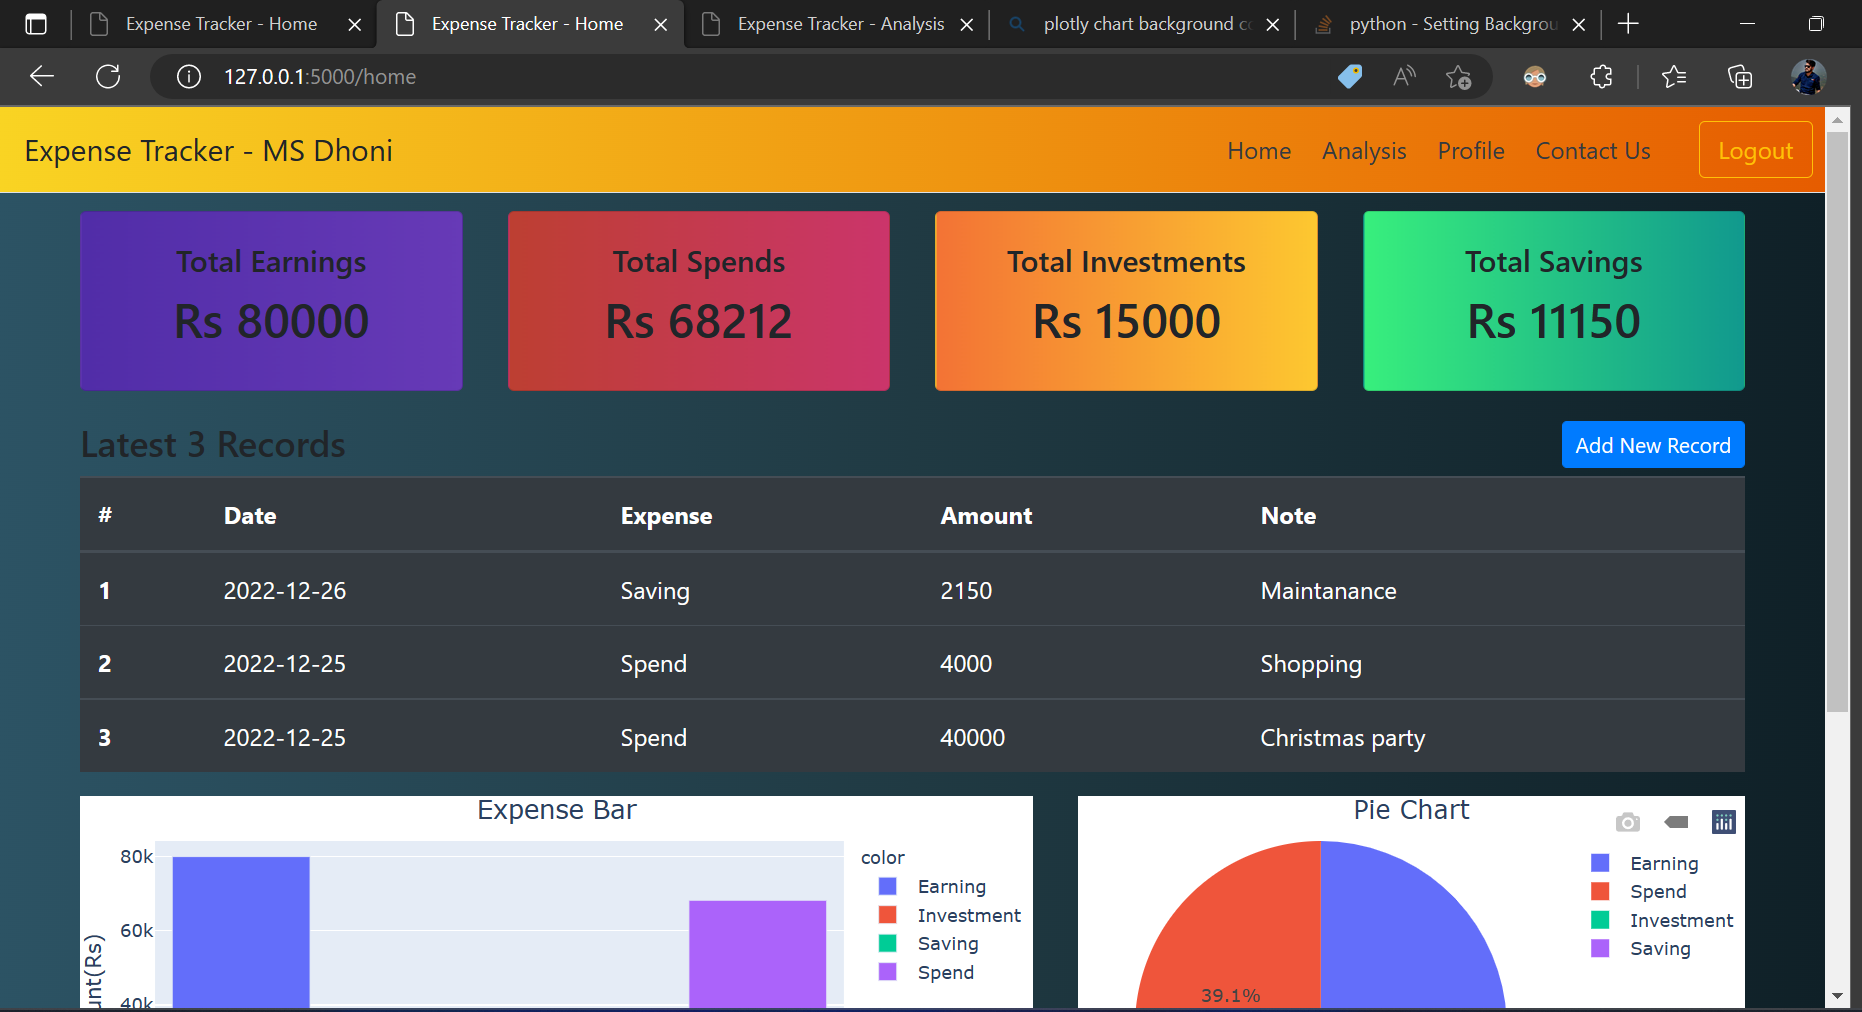 Expense Tracker - Home
Expense Tracker - Home
Expense Tracker - Analysis
plotly chart background
python - Setting
127.0.0.1:5000/home
Expense Tracker - MS Dhoni
Home Analysis Profile Contact Us Logout
Total Earnings
Rs 80000
Total Spends
Rs 68212
Total Investments
Rs 15000
Total Savings
Rs 11150
Latest 3 Records
Add New Record
# Date Expense Amount Note
1 2022-12-26 Saving 2150 Maintanance
2 2022-12-25 Spend 4000 Shopping
3 2022-12-25 Spend 40000 Christmas party
Expense Bar
80k
60k
40k
color
Earning
Investment
Saving
Spend
Pie Chart
39.1%
Earning
Spend
Investment
Saving